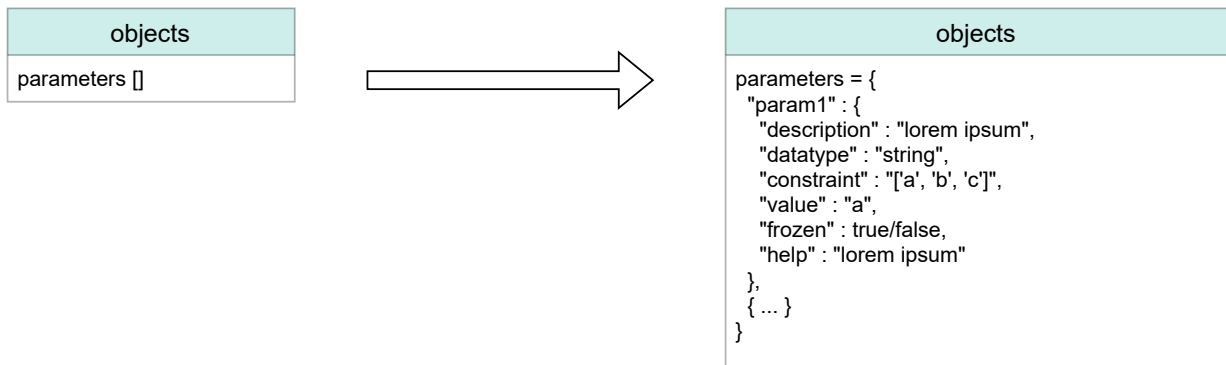 objects
parameters []
objects
parameters = {
"param1" : {
"description" : "lorem ipsum",
"datatype" : "string",
"constraint" : "['a', 'b', 'c']",
"value" : "a",
"frozen" : true/false,
"help" : "lorem ipsum"
},
{ ... }
}